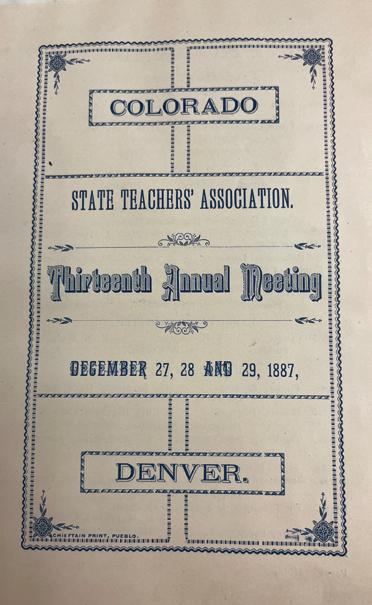 COLORADO
STATE TEACHERS' ASSOCIATION.
Thirteenth Annual Meeting
DECEMBER 27, 28 AND 29, 1887,
DENVER.
CHIEFTAIN PRINT, PUEBLO.